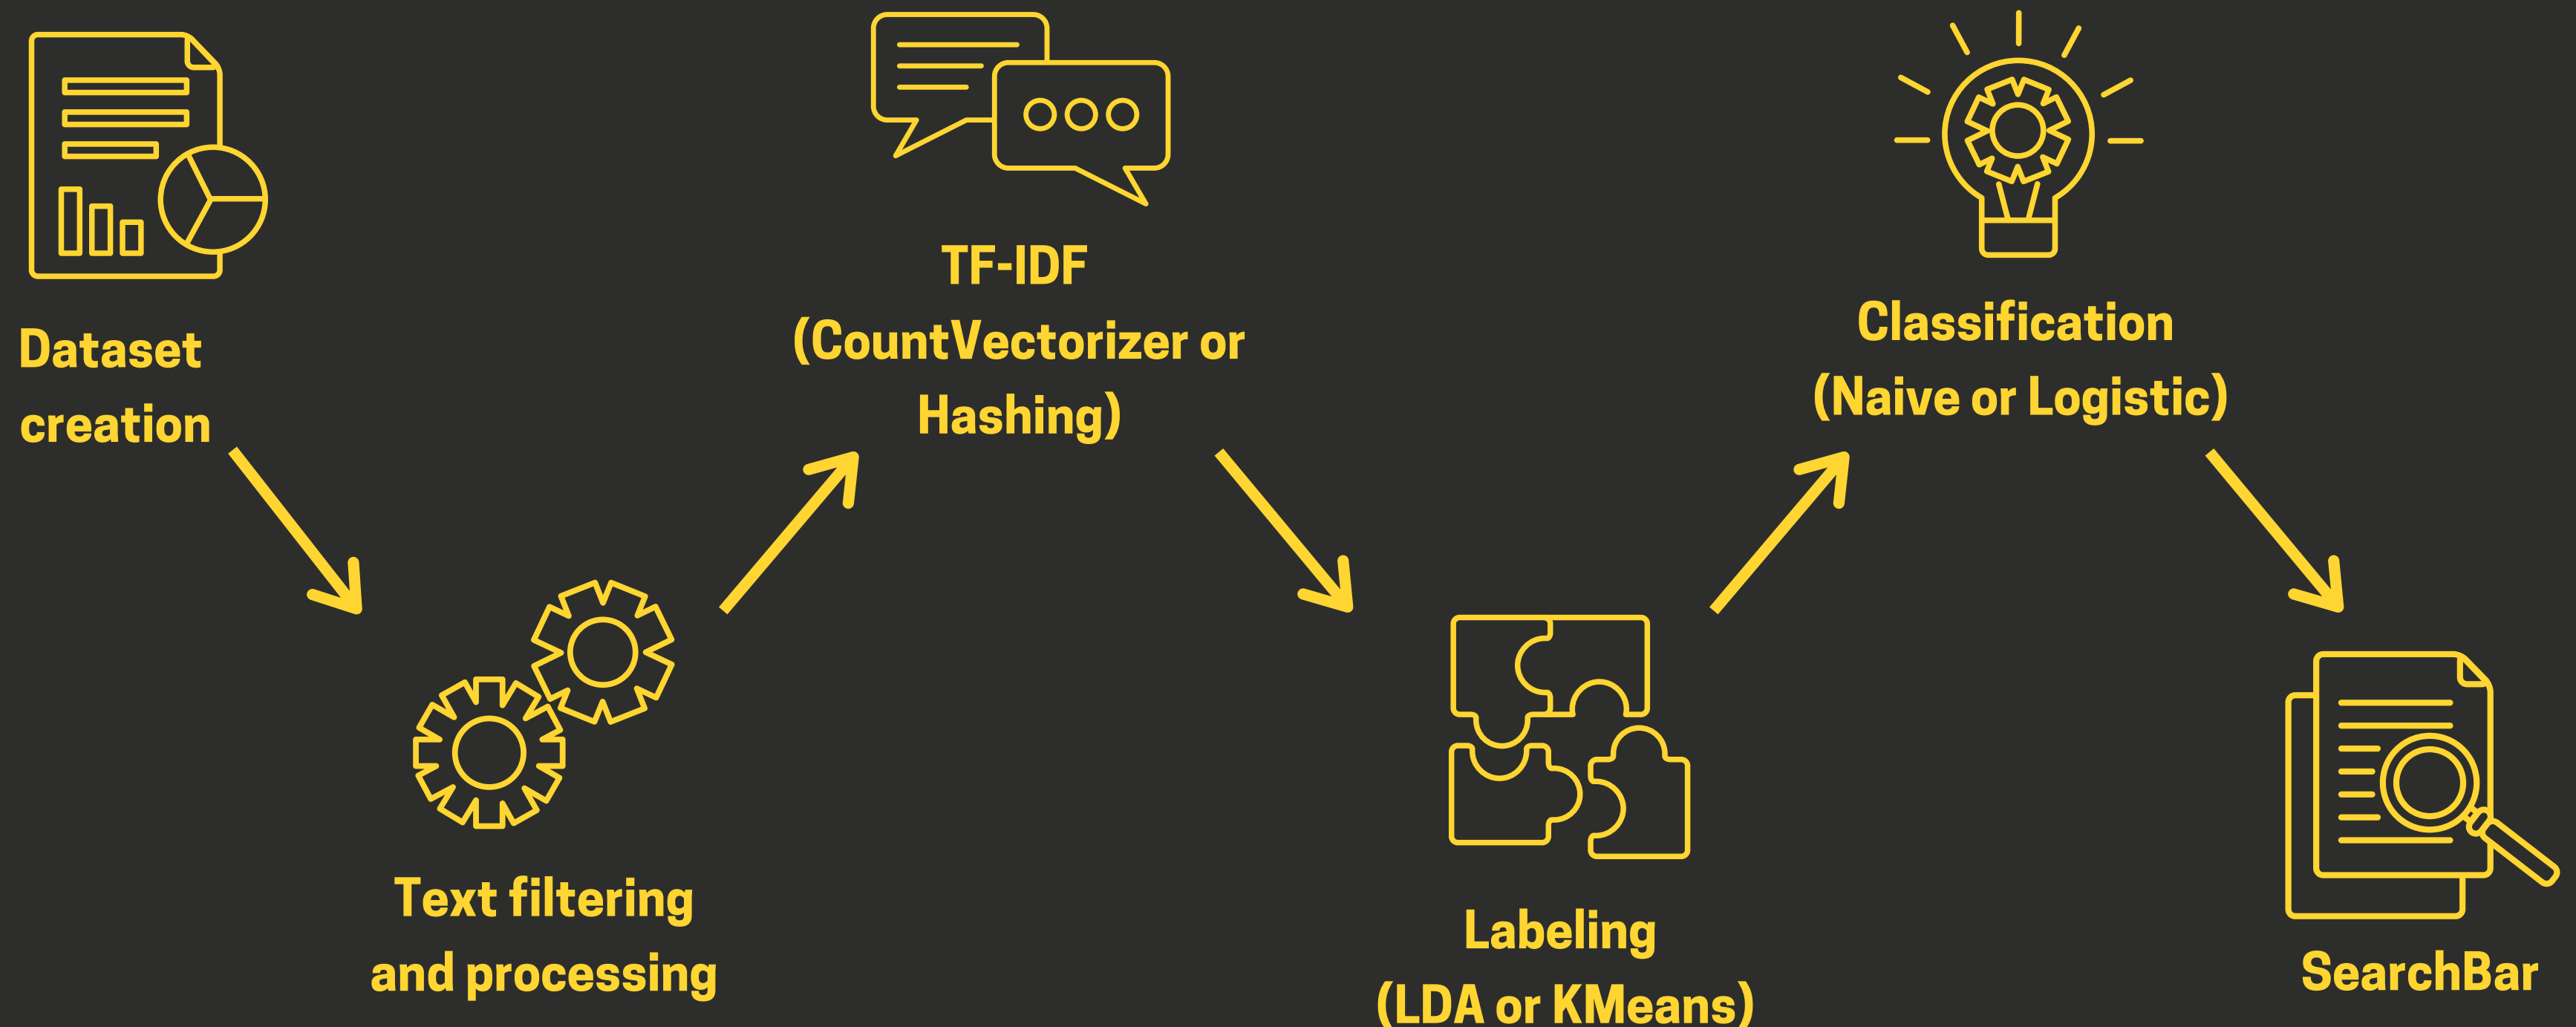 Dataset
creation
Text filtering
and processing
TF-IDF
(CountVectorizer or
Hashing)
Labeling
(LDA or KMeans)
Classification
(Naive or Logistic)
SearchBar